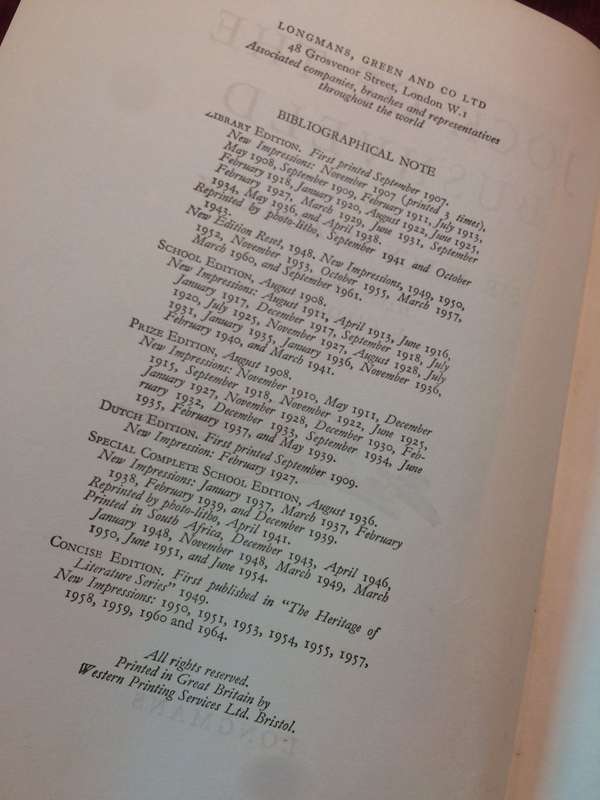 LONGMANS, GREEN AND CO LTD
48 Grosvenor Street, London W.1
Associated companies, branches and representatives
throughout the world
BIBLIOGRAPHICAL NOTE
LIBRARY EDITION. First printed September 1907.
New Impressions: November 1907 (printed 3 times),
May 1908, September 1909, February 1911, July 1913,
February 1918, January 1920, August 1922, June 1925,
February 1927, March 1929, June 1931, September
1934, May 1936, and April 1938.
Reprinted by photo-litho, September 1941 and October
1943.
New Edition Reset, 1948. New Impressions, 1949, 1950,
1952, November 1953, October 1955, March 1957,
March 1960, and September 1961.
SCHOOL EDITION, August 1908.
New Impressions: August 1911, April 1913, June 1916,
January 1917, December 1917, September 1918, July
1920, July 1925, November 1927, August 1928, July
1931, January 1935, January 1936, November 1936,
February 1940, and March 1941.
PRIZE EDITION, August 1908.
New Impressions: November 1910, May 1911, December
1915, September 1918, November 1922, June 1925,
January 1927, November 1928, December 1930, Feb-
ruary 1932, December 1933, September 1934, June
1935, February 1937, and May 1939.
DUTCH EDITION. First printed September 1909.
New Impression: February 1927.
SPECIAL COMPLETE SCHOOL EDITION, August 1936.
New Impressions: January 1937, March 1937, February
1938, February 1939, and December 1939.
Reprinted by photo-litho, April 1941.
Printed in South Africa, December 1943, April 1946,
January 1948, November 1948, March 1949, March
1950, June 1951, and June 1954.
CONCISE EDITION. First published in "The Heritage of
Literature Series" 1949.
New Impressions: 1950, 1951, 1953, 1954, 1955, 1957,
1958, 1959, 1960 and 1964.
All rights reserved.
Printed in Great Britain by
Western Printing Services Ltd. Bristol.